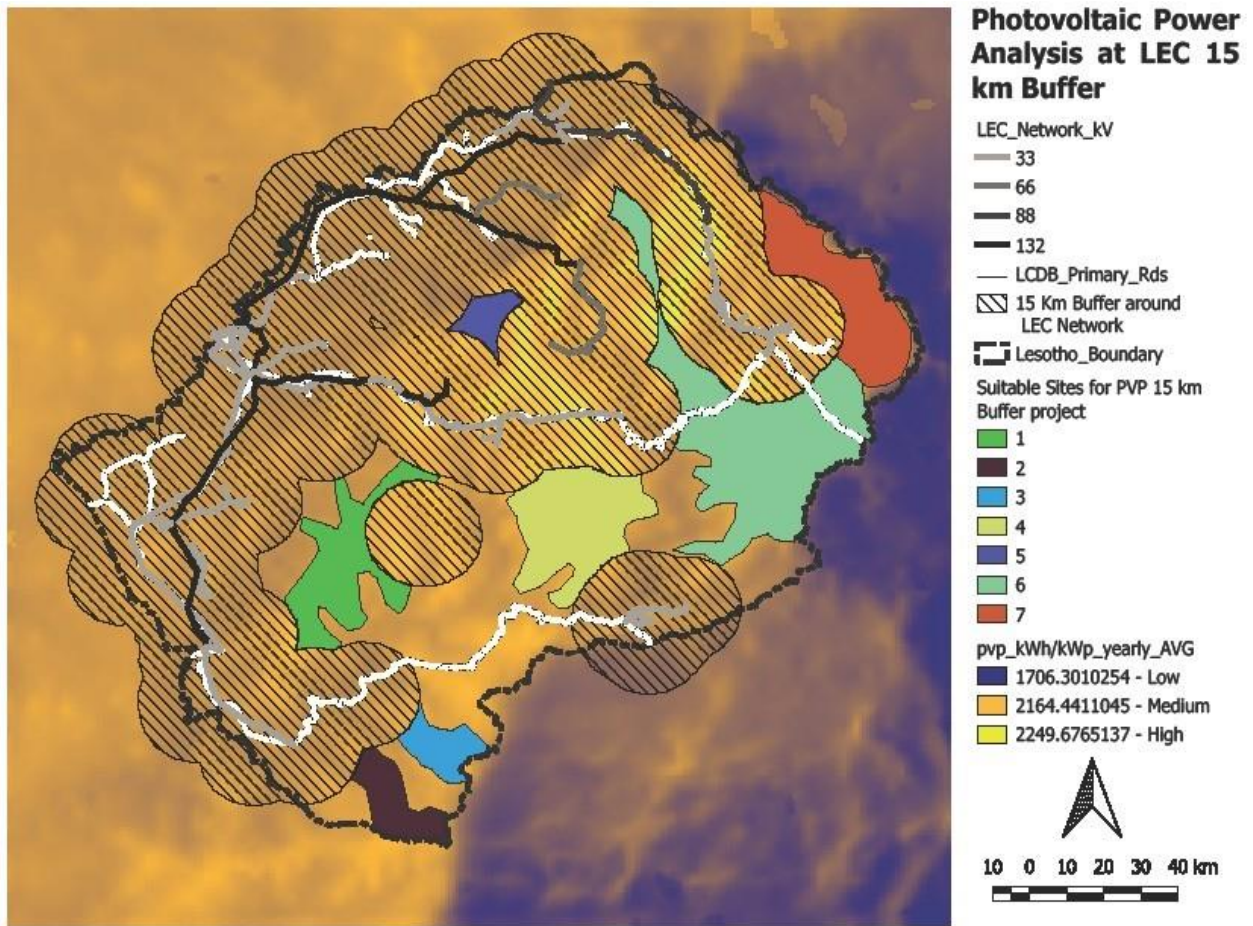 Photovoltaic Power
Analysis at LEC 15
km Buffer
LEC_Network_kV
33
66
88
132
LCDB_Primary_Rds
15 Km Buffer around
LEC Network
Lesotho_Boundary
Suitable Sites for PVP 15 km
Buffer project
1
2
3
4
5
6
7
pvp_kWh/kWp_yearly_AVG
1706.3010254 - Low
2164.4411045 - Medium
2249.6765137 - High
10 0 10 20 30 40 km